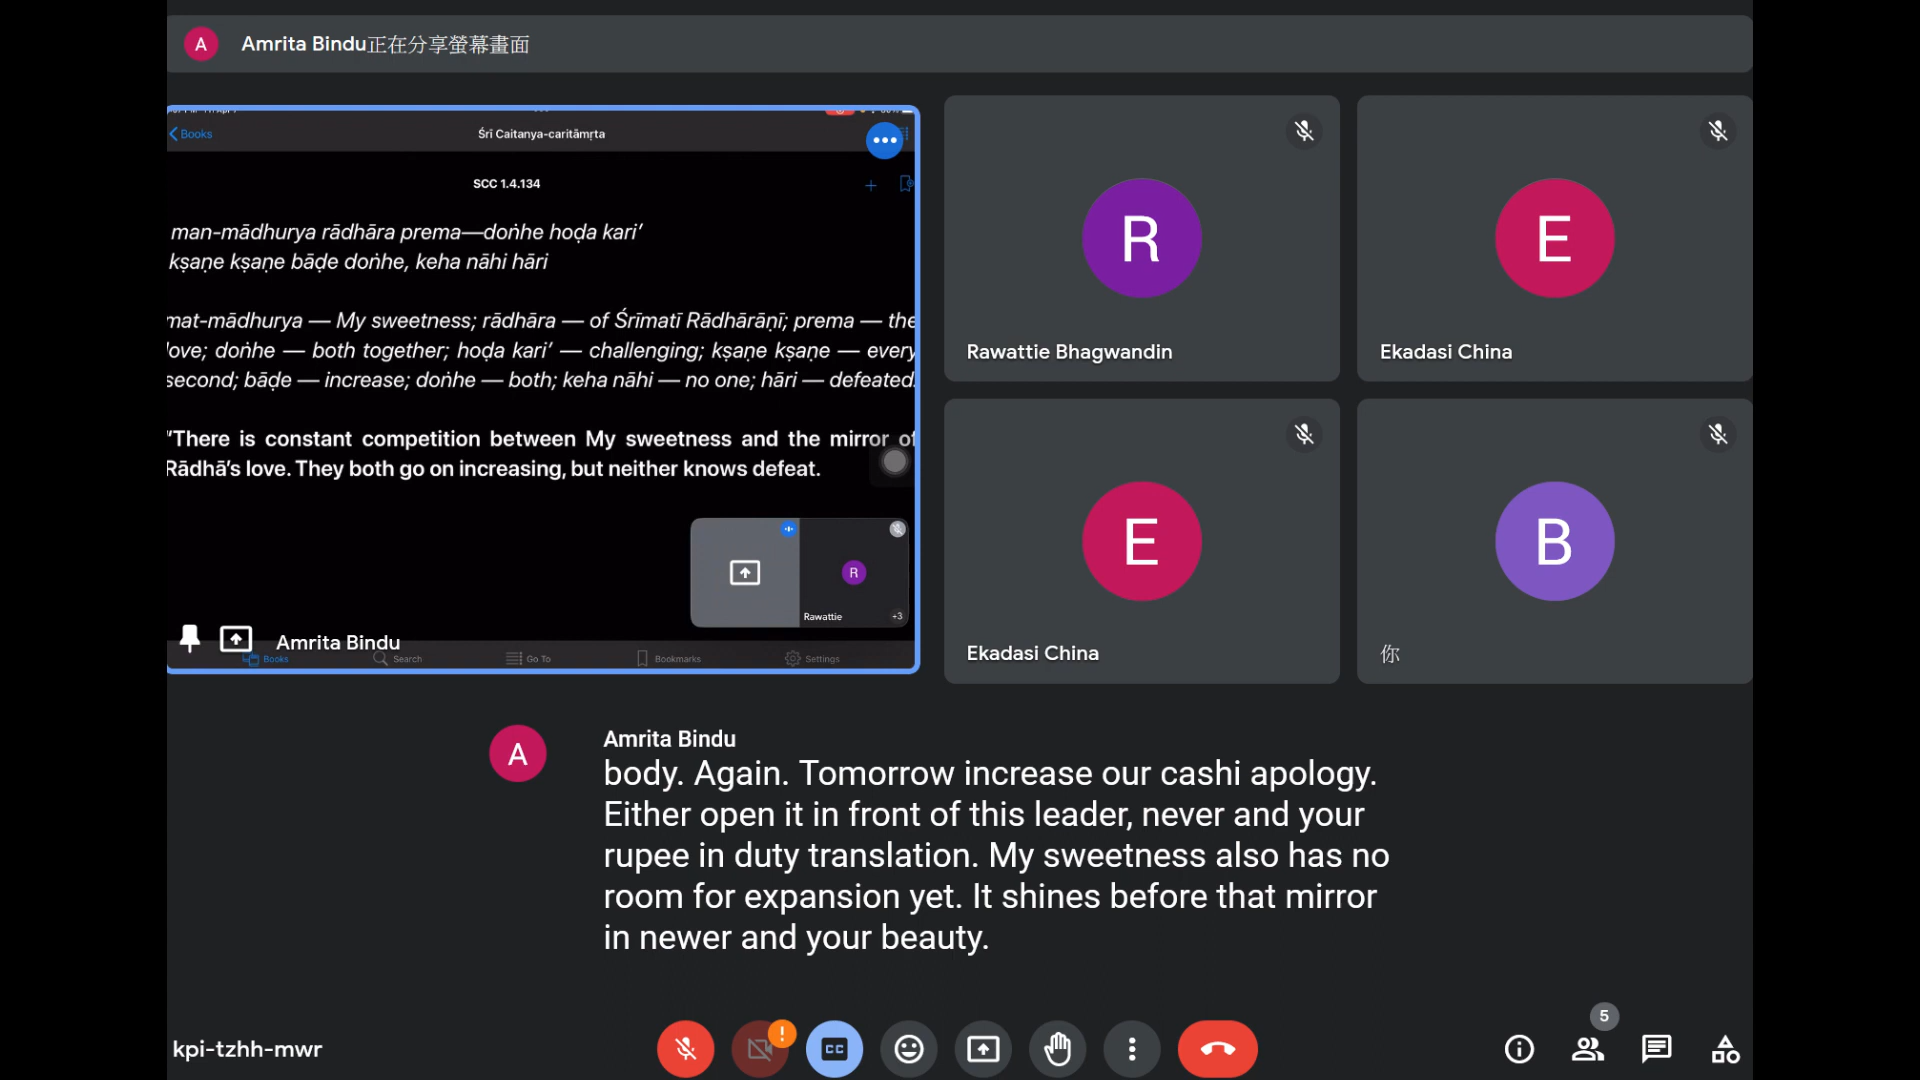 A
Amrita Bindu正在分享螢幕畫面
Books
Śrī Caitanya-caritāmṛta
SCC 1.4.134
man-mādhurya rādhāra prema—doṅhe hoḍa kari’
kṣaṇe kṣaṇe bāḍe doṅhe, keha nāhi hāri
mat-mādhurya — My sweetness; rādhāra — of Śrīmatī Rādhārāṇī; prema — the
love; doṅhe — both together; hoḍa kari’ — challenging; kṣaṇe kṣaṇe — every
second; bāḍe — increase; doṅhe — both; keha nāhi — no one; hāri — defeated.
"There is constant competition between My sweetness and the mirror of
Rādhā’s love. They both go on increasing, but neither knows defeat.
R
Rawattie
+3
Amrita Bindu
Books
Search
Go To
Bookmarks
Settings
R
Rawattie Bhagwandin
E
Ekadasi China
E
Ekadasi China
B
你
A
Amrita Bindu
body. Again. Tomorrow increase our cashi apology.
Either open it in front of this leader, never and your
rupee in duty translation. My sweetness also has no
room for expansion yet. It shines before that mirror
in newer and your beauty.
kpi-tzhh-mwr
CC
5